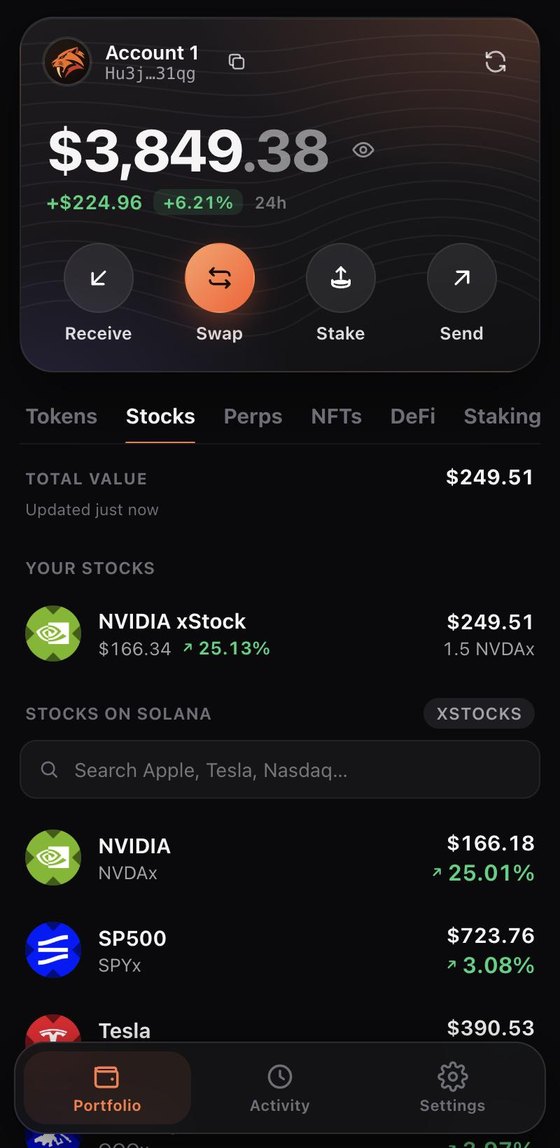 Account 1
Hu3j...31qg
$3,849.38
+$224.96 +6.21% 24h
Receive Swap Stake Send
Tokens Stocks Perps NFTs DeFi Staking
TOTAL VALUE $249.51
Updated just now
YOUR STOCKS
NVIDIA xStock $249.51
$166.34 25.13% 1.5 NVDAx
STOCKS ON SOLANA XSTOCKS
Search Apple, Tesla, Nasdaq...
NVIDIA $166.18
NVDAx 25.01%
SP500 $723.76
SPYx 3.08%
Tesla $390.53
Portfolio Activity Settings